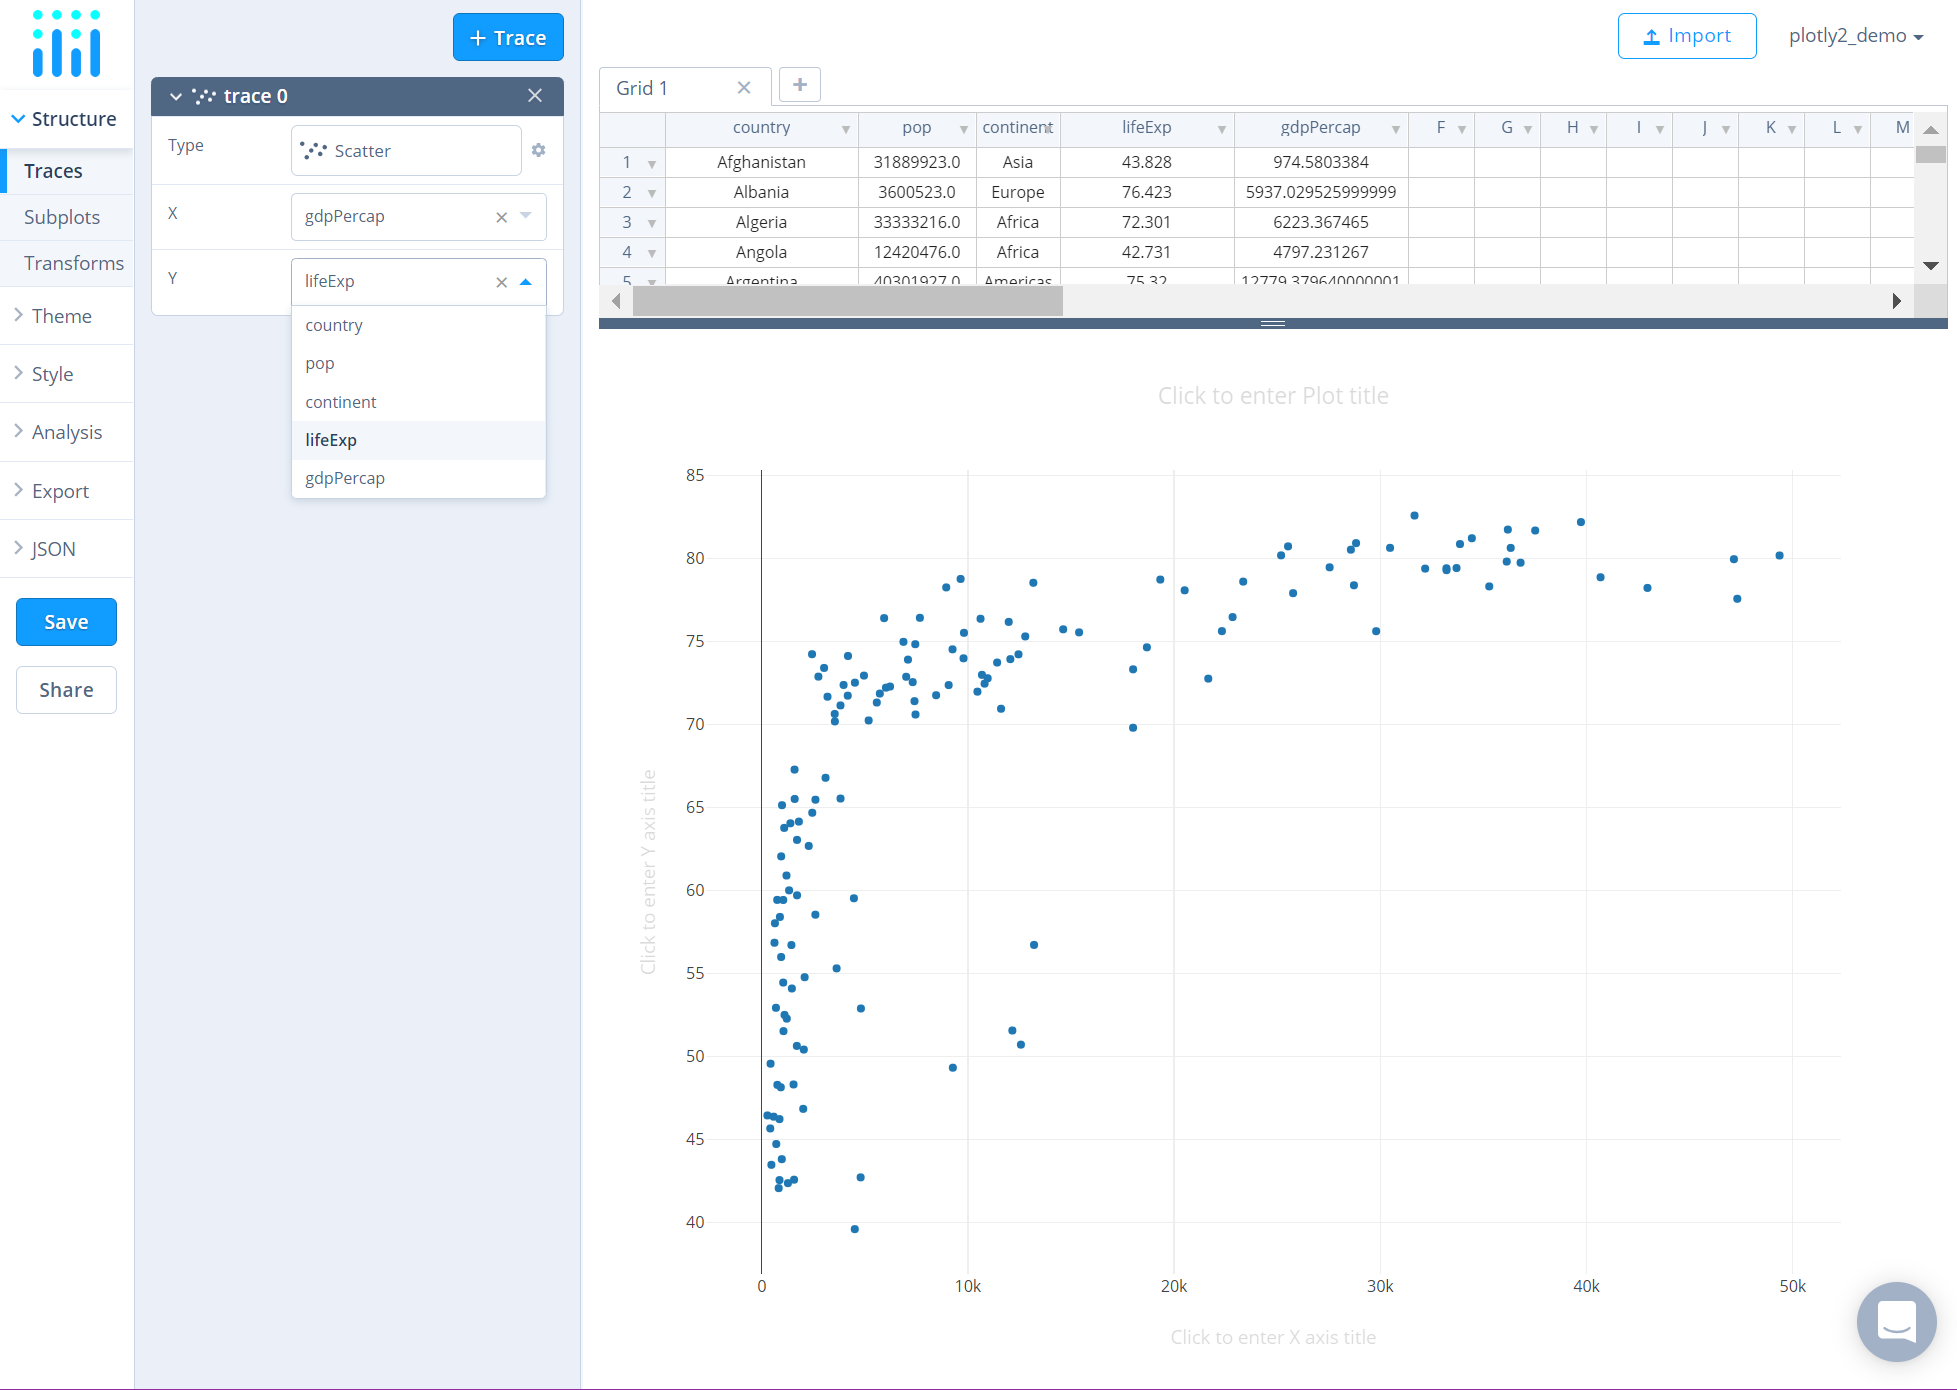 Structure
Traces
Subplots
Transforms
Theme
Style
Analysis
Export
JSON
Save
Share
+ Trace
trace 0
Type
Scatter
X
gdpPercap
Y
lifeExp
country
pop
continent
lifeExp
gdpPercap
Import
plotly2_demo
Grid 1
country pop continent lifeExp gdpPercap F G H I J K L M
1 Afghanistan 31889923.0 Asia 43.828 974.5803384
2 Albania 3600523.0 Europe 76.423 5937.029525999999
3 Algeria 33333216.0 Africa 72.301 6223.367465
4 Angola 12420476.0 Africa 42.731 4797.231267
5 Argentina 40301927.0 Americas 75.32 12779.379640000001
Click to enter Plot title
85
80
75
70
65
60
55
50
45
40
Click to enter Y axis title
0 10k 20k 30k 40k 50k
Click to enter X axis title